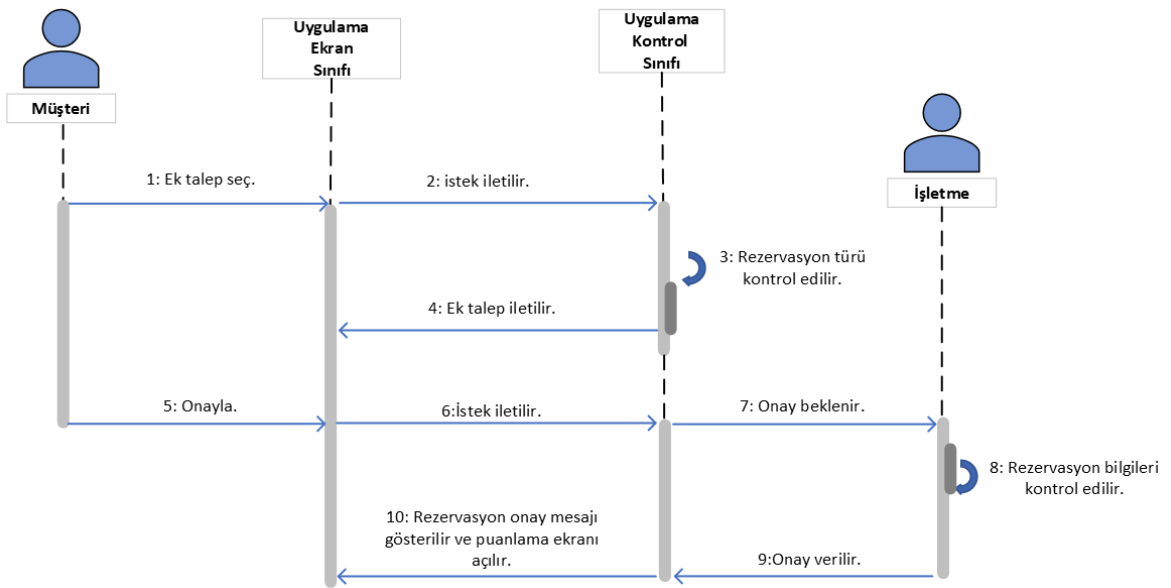 Müşteri
Uygulama
Ekran
Sınıfı
Uygulama
Kontrol
Sınıfı
İşletme
1: Ek talep seç.
2: istek iletilir.
3: Rezervasyon türü
kontrol edilir.
4: Ek talep iletilir.
5: Onayla.
6:İstek iletilir.
7: Onay beklenir.
8: Rezervasyon bilgileri
kontrol edilir.
9:Onay verilir.
10: Rezervasyon onay mesajı
gösterilir ve puanlama ekranı
açılır.